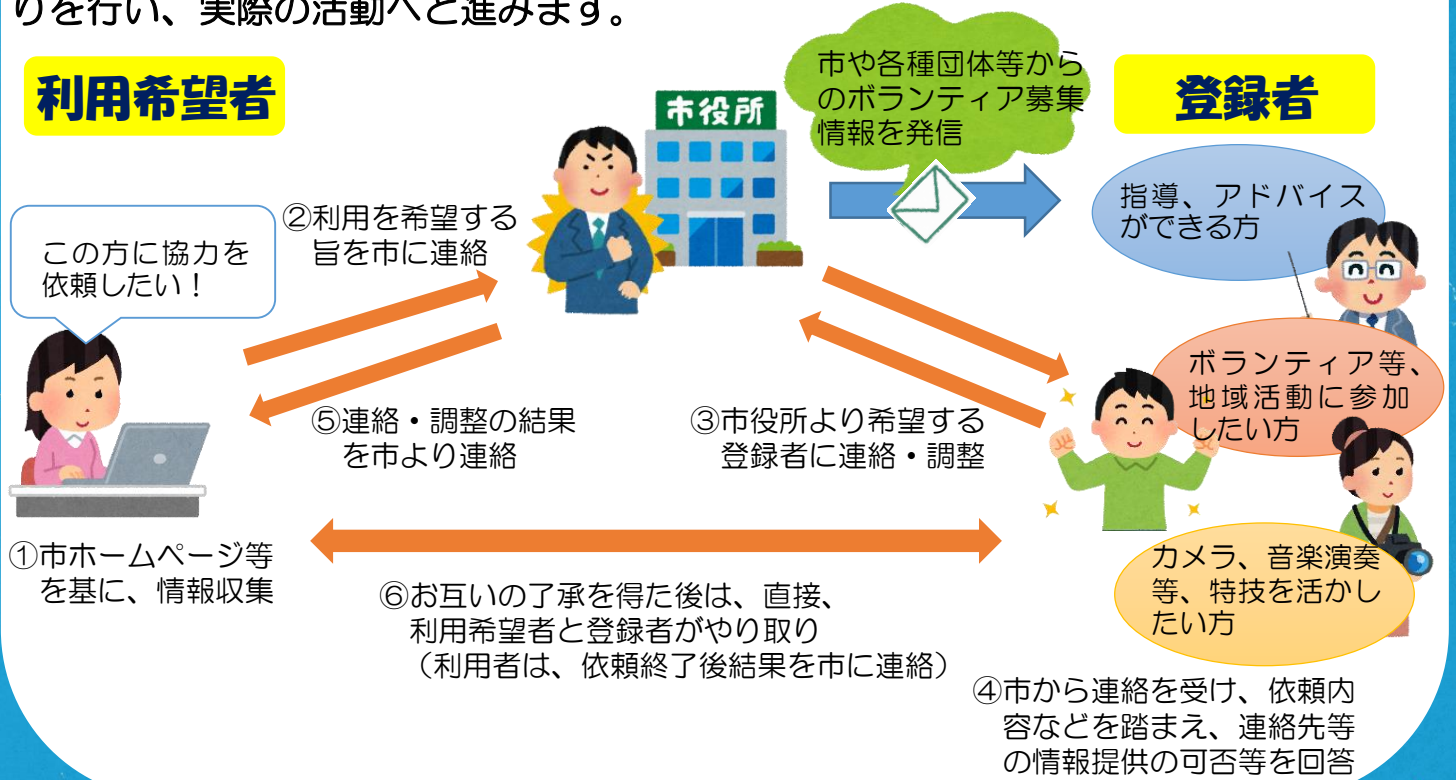 りを行い、実際の活動へと進みます。
利用希望者
市役所
市や各種団体等から
のボランティア募集
情報を発信
登録者
指導、アドバイス
ができる方
この方に協力を
依頼したい！
②利用を希望する
旨を市に連絡
ボランティア等、
地域活動に参加
したい方
⑤連絡・調整の結果
を市より連絡
③市役所より希望する
登録者に連絡・調整
①市ホームページ等
を基に、情報収集
カメラ、音楽演奏
等、特技を活かし
たい方
⑥お互いの了承を得た後は、直接、
利用希望者と登録者がやり取り
（利用者は、依頼終了後結果を市に連絡）
④市から連絡を受け、依頼内
容などを踏まえ、連絡先等
の情報提供の可否等を回答